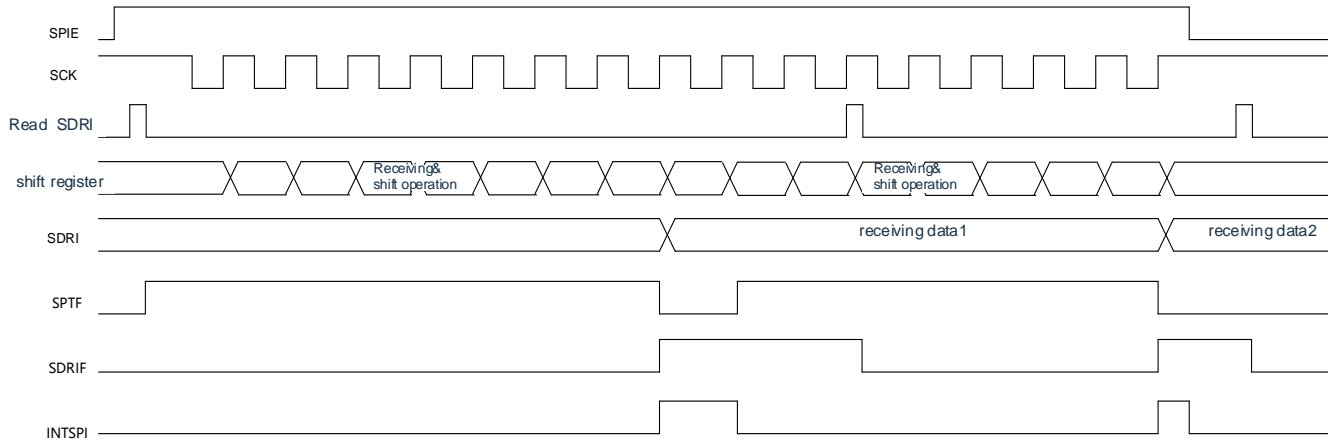 SPIE
SCK
Read SDRI
shift register
Receiving&
shift operation
Receiving&
shift operation
SDRI
receiving data1
receiving data2
SPTF
SDRIF
INTSPI